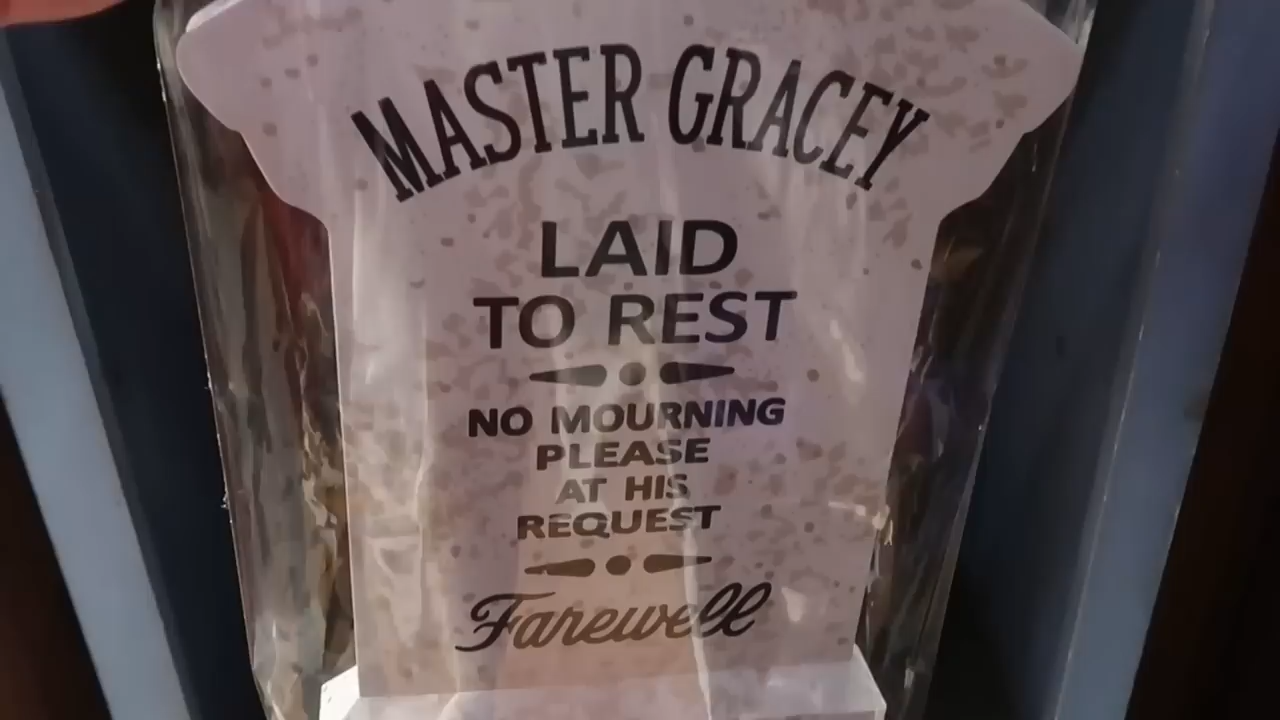 MASTER GRACEY
LAID
TO REST
NO MOURNING
PLEASE
AT HIS
REQUEST
Farewell